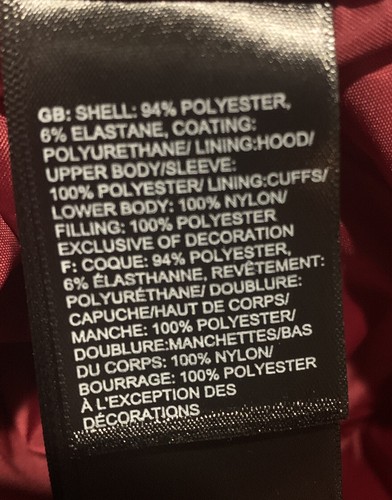 GB: SHELL: 94% POLYESTER,
6% ELASTANE, COATING:
POLYURETHANE/ LINING:HOOD/
UPPER BODY/SLEEVE:
100% POLYESTER/ LINING:CUFFS/
LOWER BODY: 100% NYLON/
FILLING: 100% POLYESTER
EXCLUSIVE OF DECORATION
F: COQUE: 94% POLYESTER,
6% ÉLASTHANNE, REVÊTEMENT:
POLYURÉTHANE/ DOUBLURE:
CAPUCHE/HAUT DE CORPS/
MANCHE: 100% POLYESTER/
DOUBLURE:MANCHETTES/BAS
DU CORPS: 100% NYLON/
BOURRAGE: 100% POLYESTER
À L'EXCEPTION DES
DÉCORATIONS